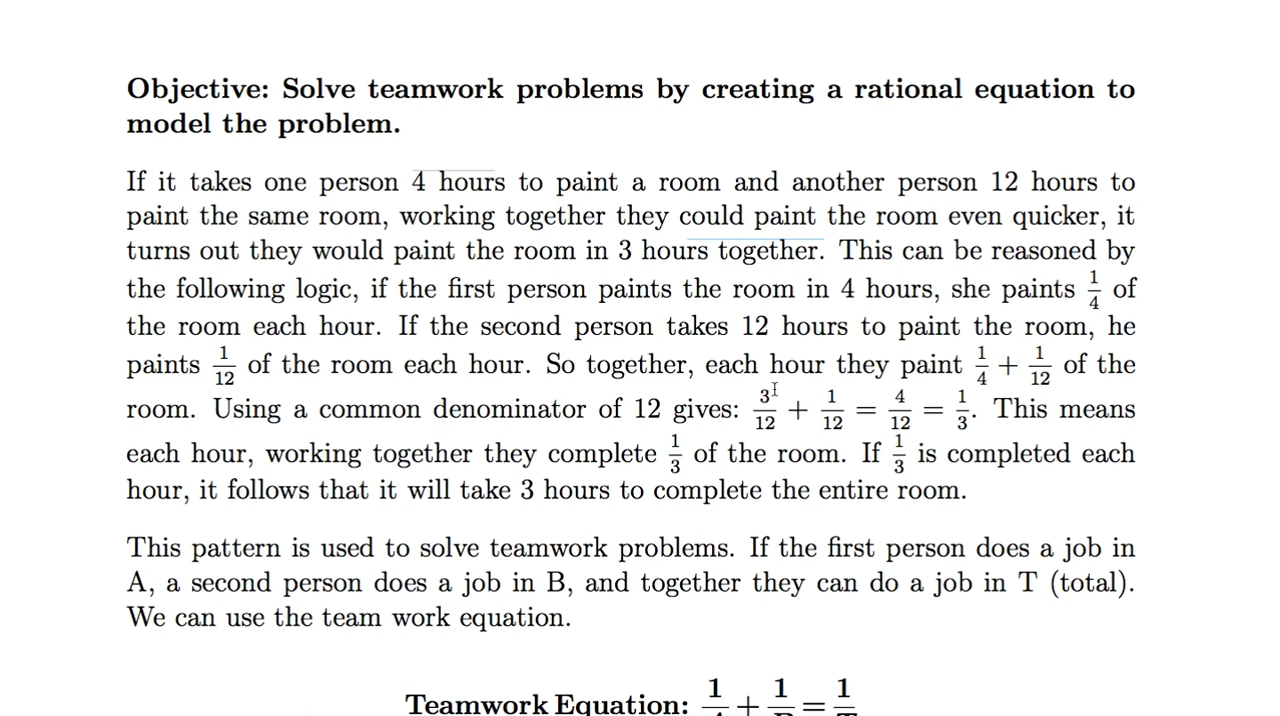 Objective: Solve teamwork problems by creating a rational equation to
model the problem.
If it takes one person 4 hours to paint a room and another person 12 hours to
paint the same room, working together they could paint the room even quicker, it
turns out they would paint the room in 3 hours together. This can be reasoned by
the following logic, if the first person paints the room in 4 hours, she paints 1/4 of
the room each hour. If the second person takes 12 hours to paint the room, he
paints 1/12 of the room each hour. So together, each hour they paint 1/4 + 1/12 of the
room. Using a common denominator of 12 gives: 3/12 + 1/12 = 4/12 = 1/3. This means
each hour, working together they complete 1/3 of the room. If 1/3 is completed each
hour, it follows that it will take 3 hours to complete the entire room.
This pattern is used to solve teamwork problems. If the first person does a job in
A, a second person does a job in B, and together they can do a job in T (total).
We can use the team work equation.
Teamwork Equation: 1/A + 1/B = 1/T